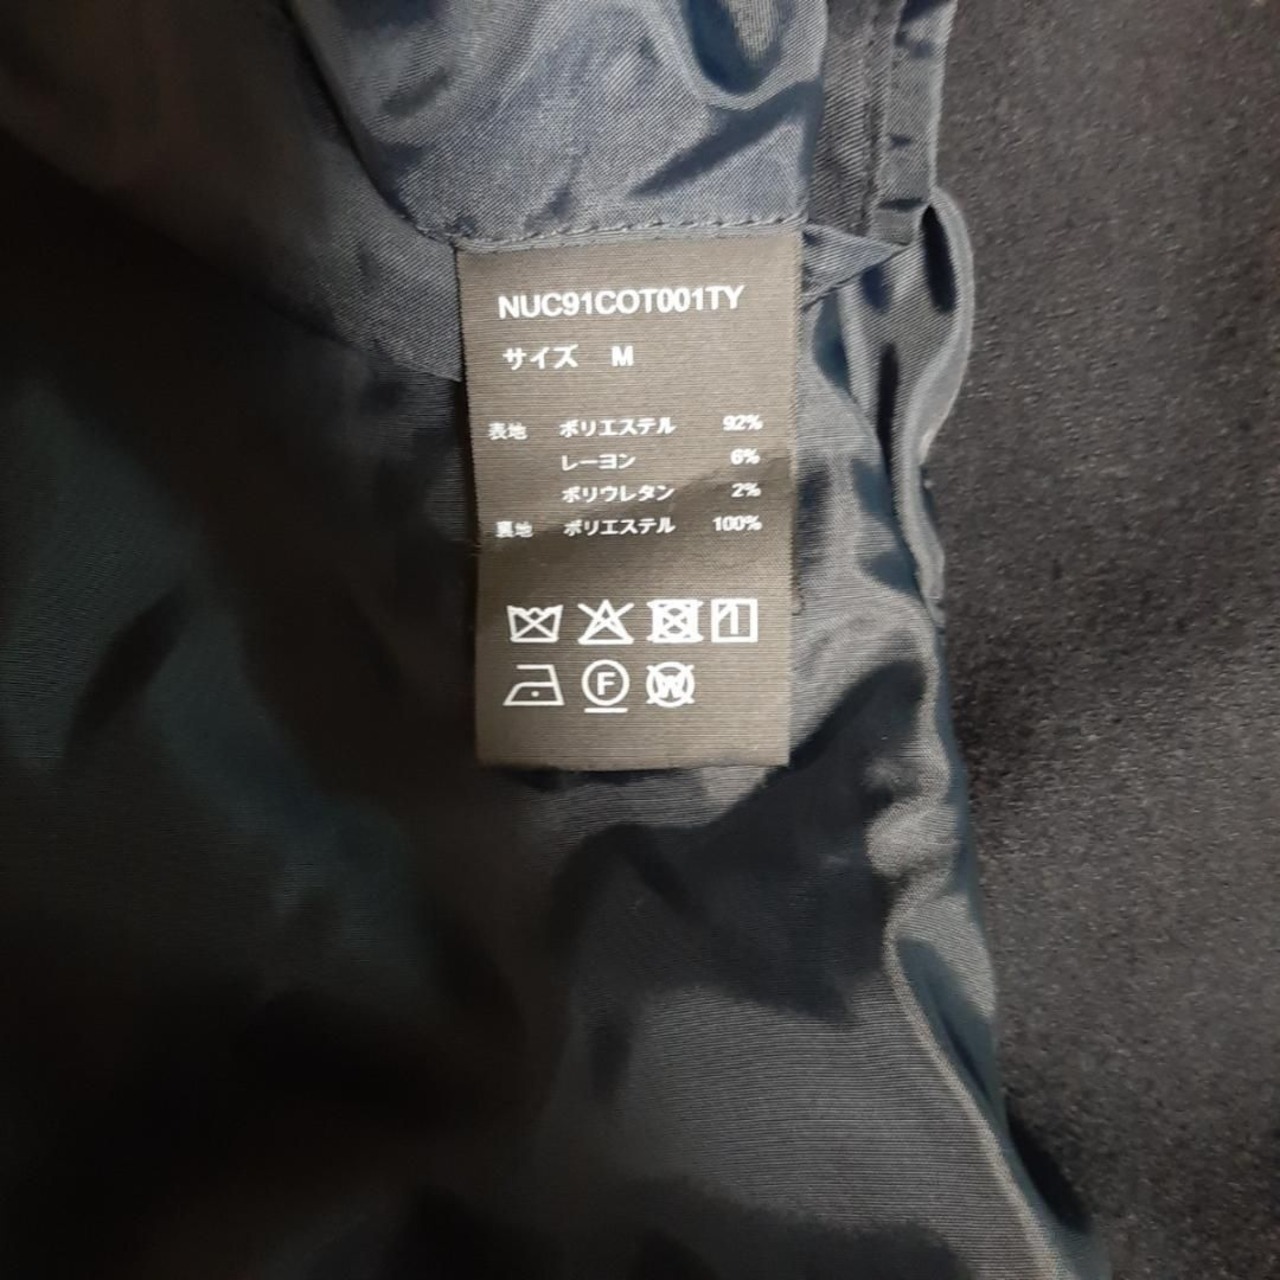 NUC91COT001TY
サイズ M
表地 ポリエステル 92%
レーヨン 6%
ポリウレタン 2%
裏地 ポリエステル 100%
F W